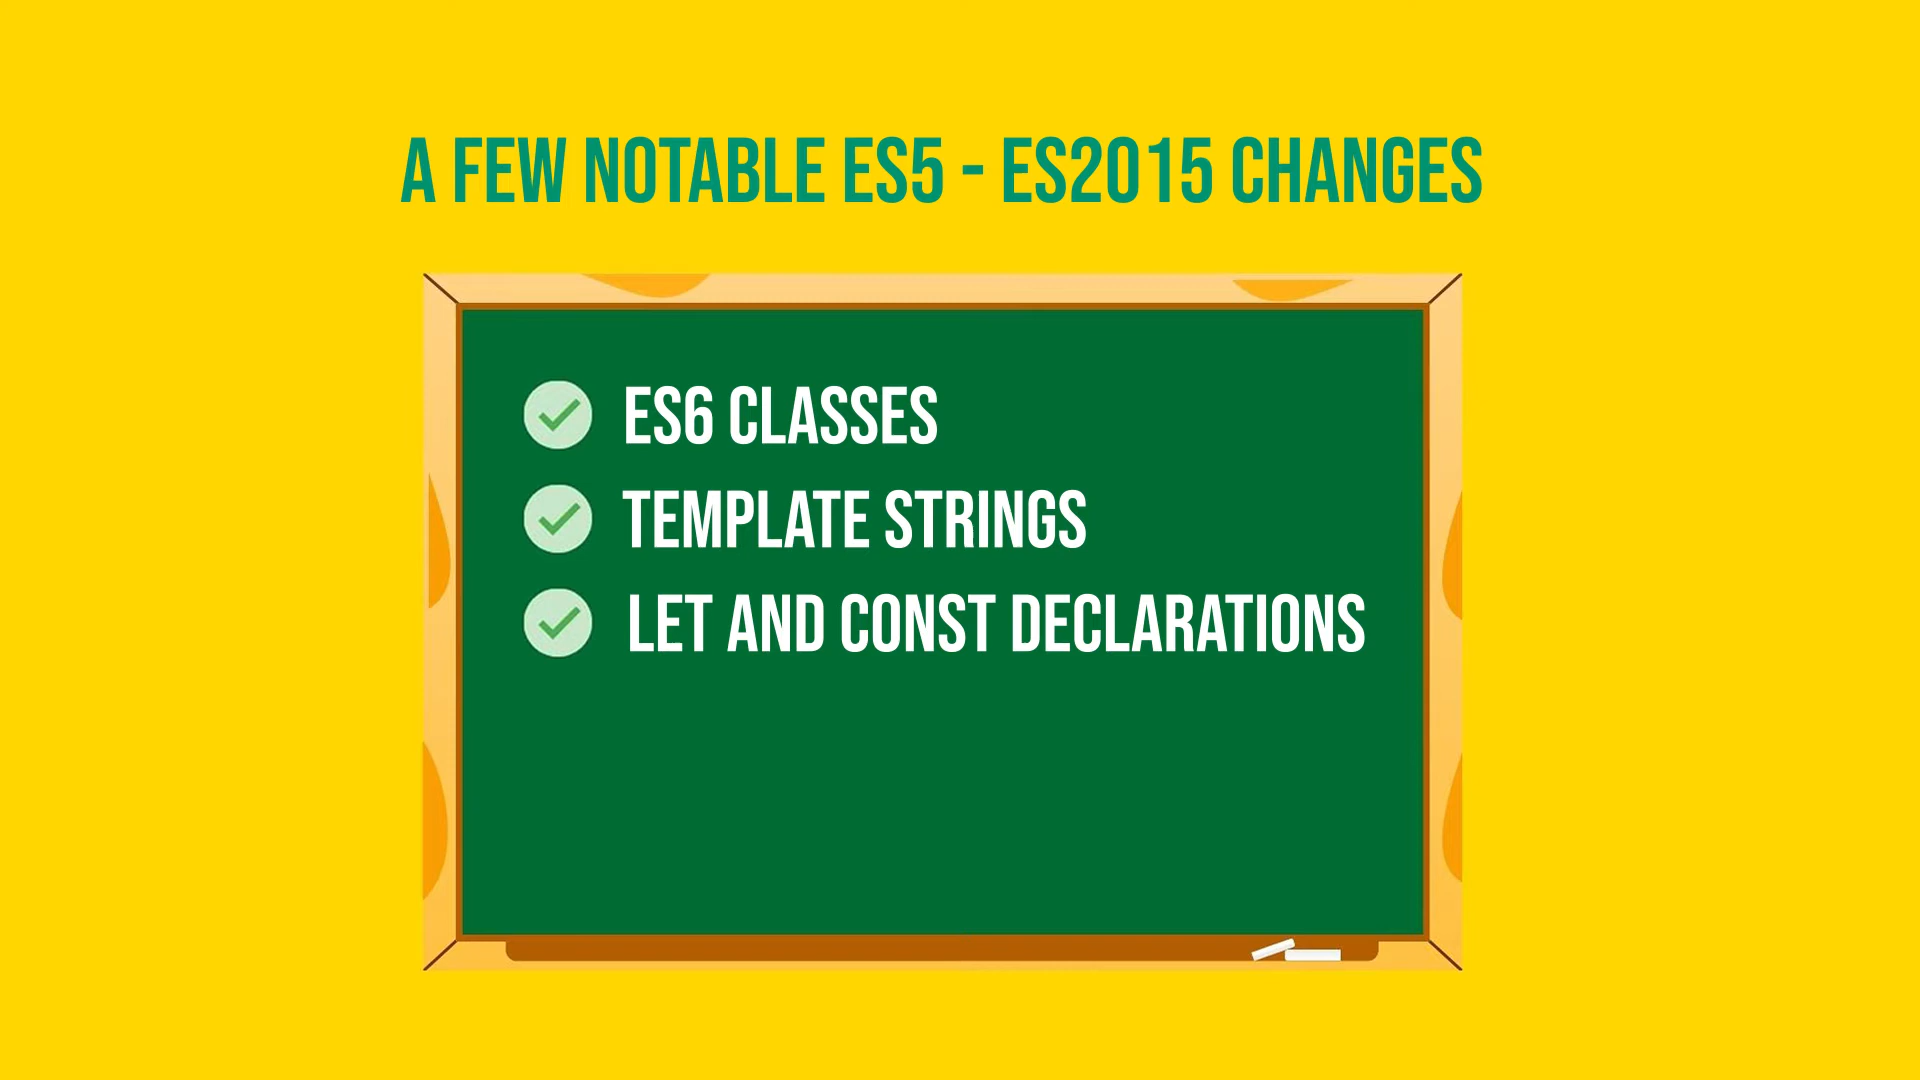 A FEW NOTABLE ES5 - ES2015 CHANGES
ES6 CLASSES
TEMPLATE STRINGS
LET AND CONST DECLARATIONS